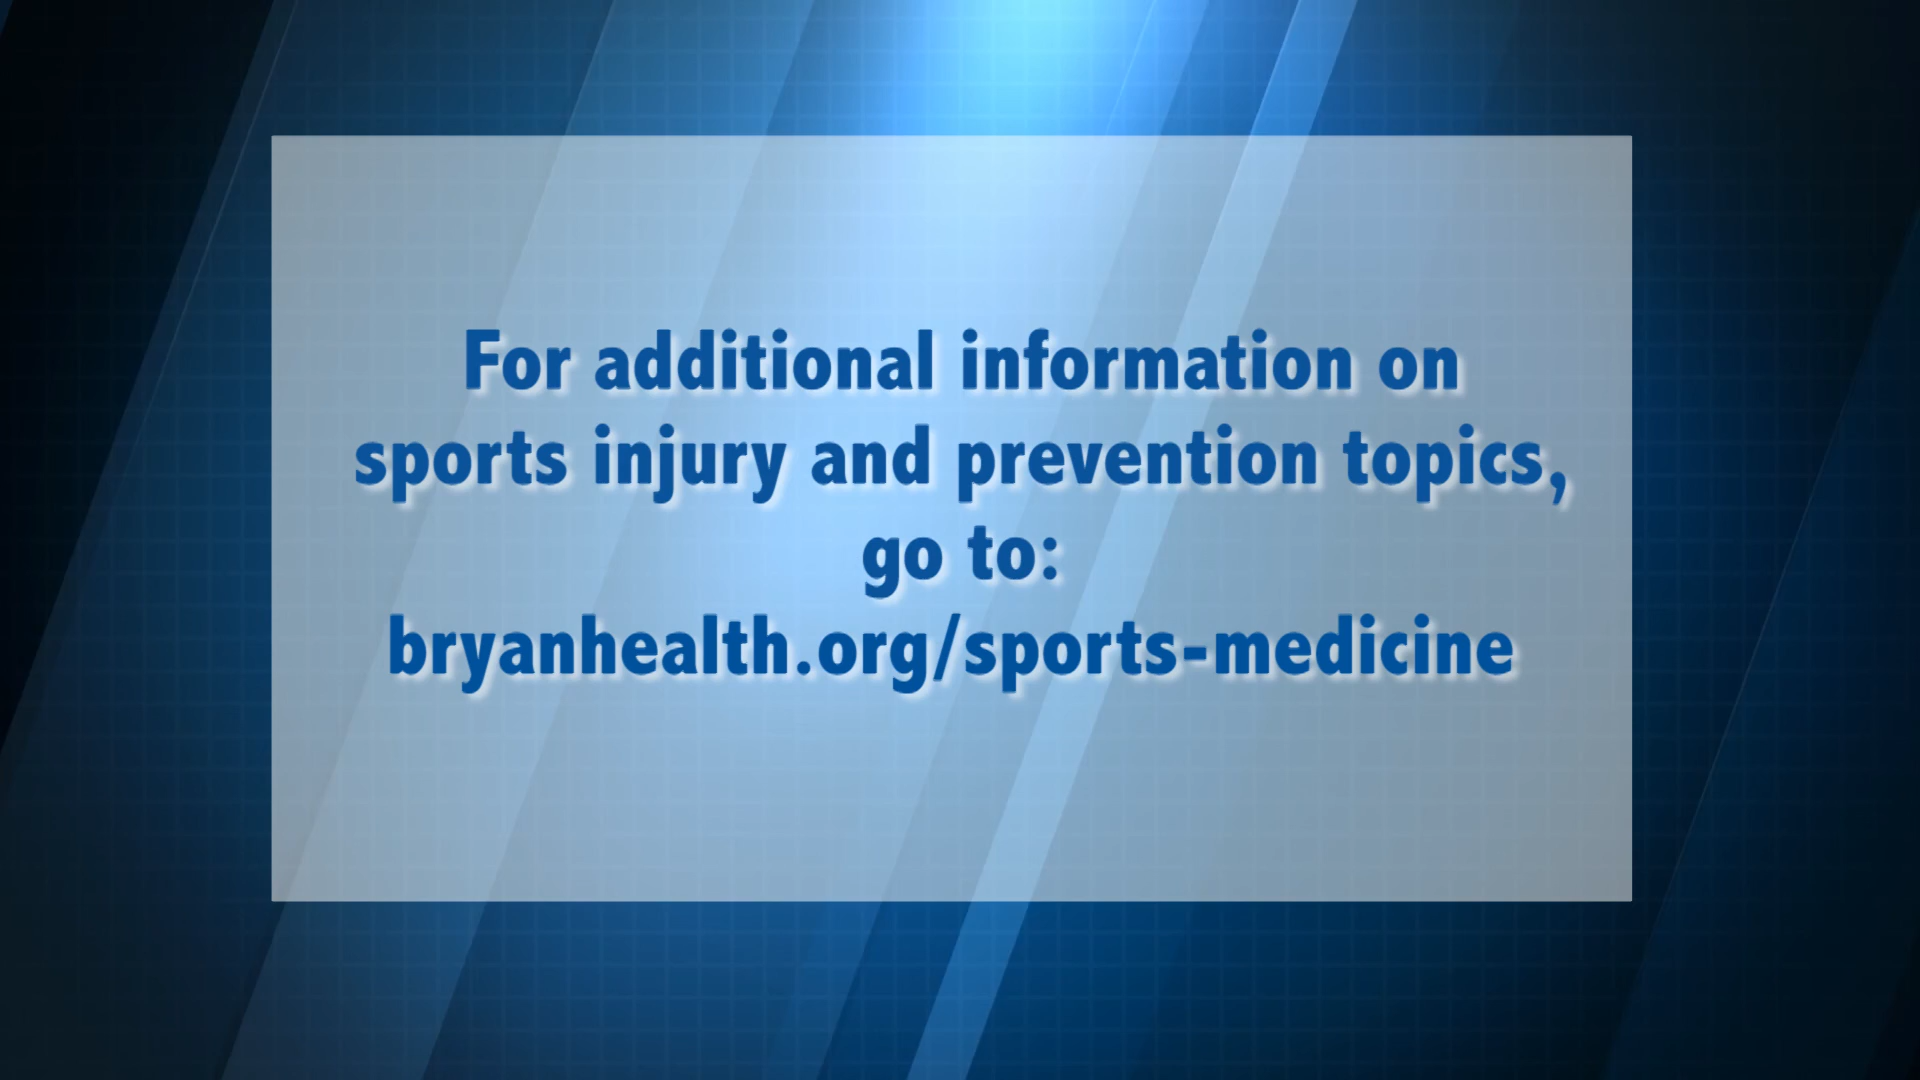 For additional information on
sports injury and prevention topics,
go to:
bryanhealth.org/sports-medicine